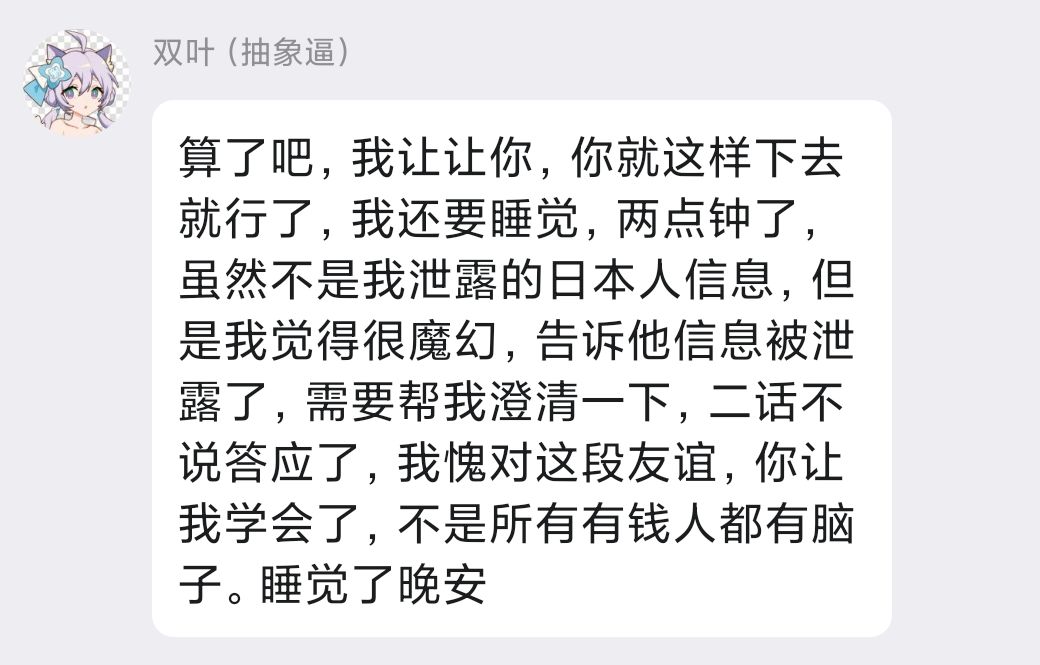 双叶（抽象逼）
算了吧，我让让你，你就这样下去
就行了，我还要睡觉，两点钟了，
虽然不是我泄露的日本人信息，但
是我觉得很魔幻，告诉他信息被泄
露了，需要帮我澄清一下，二话不
说答应了，我愧对这段友谊，你让
我学会了，不是所有有钱人都有脑
子。睡觉了晚安